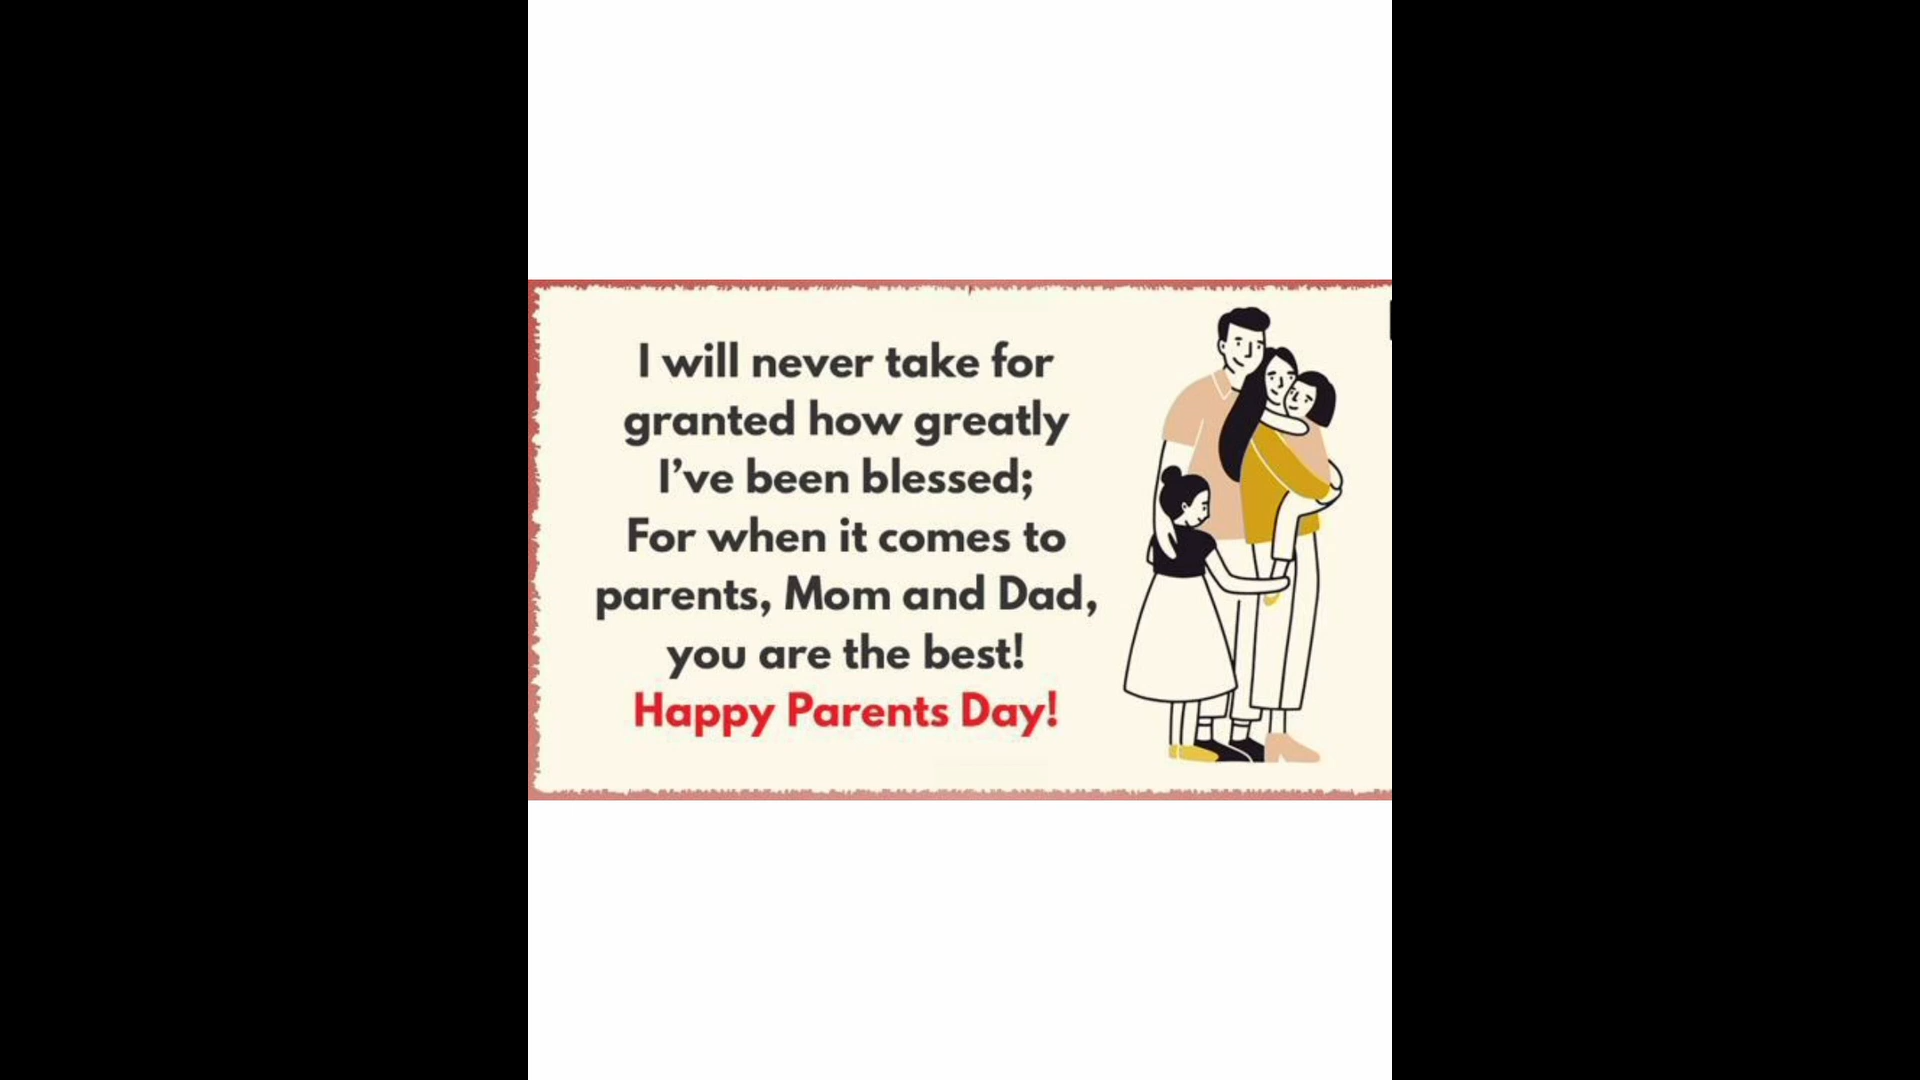 I will never take for
granted how greatly
I’ve been blessed;
For when it comes to
parents, Mom and Dad,
you are the best!
Happy Parents Day!